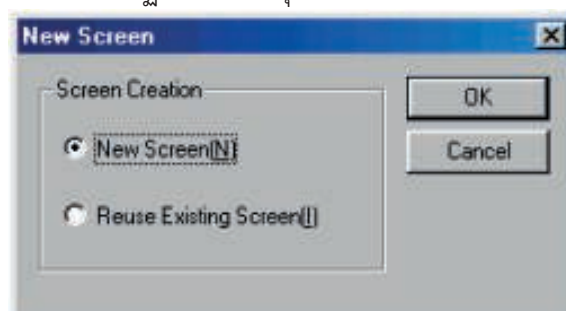 New Screen
Screen Creation
OK
New Screen(N)
Cancel
Reuse Existing Screen(I)